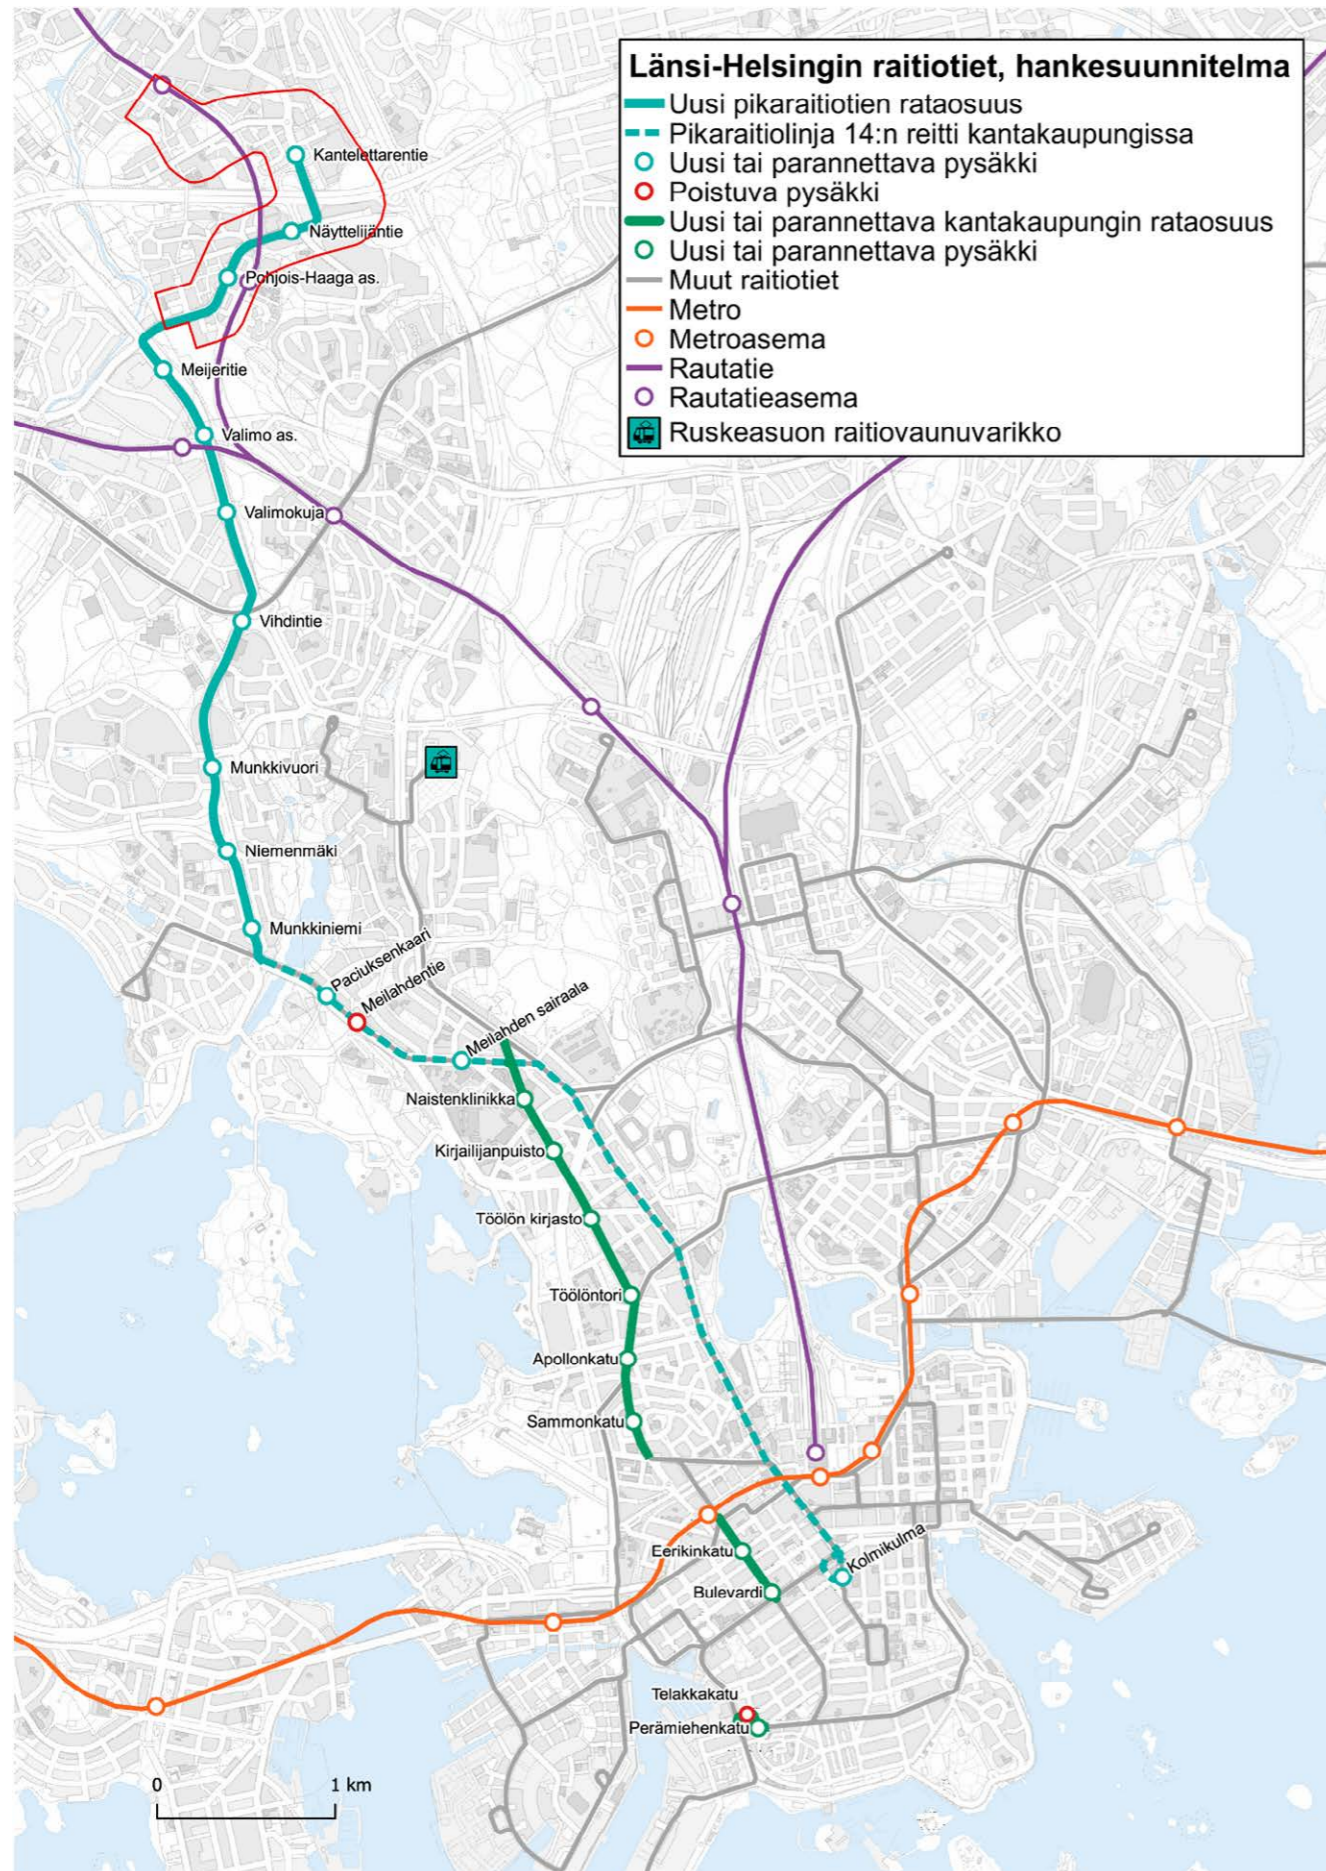 Länsi-Helsingin raitiotiet, hankesuunnitelma
Uusi pikaraitiotien rataosuus
Pikaraitiolinja 14:n reitti kantakaupungissa
Uusi tai parannettava pysäkki
Poistuva pysäkki
Uusi tai parannettava kantakaupungin rataosuus
Uusi tai parannettava pysäkki
Muut raitiotiet
Metro
Metroasema
Rautatie
Rautatieasema
Ruskeasuon raitiovaunuvarikko
Kantelettarentie
Näyttelijäntie
Pohjois-Haaga as.
Meijeritie
Valimo as.
Valimokuja
Vihdintie
Munkkivuori
Niemenmäki
Munkkiniemi
Paciuksenkaari
Meilahdentie
Meilahden sairaala
Naistenklinikka
Kirjailijanpuisto
Töölön kirjasto
Töölöntori
Apollonkatu
Sammonkatu
Eerikinkatu
Kolmikulma
Bulevardi
Telakkakatu
Perämiehenkatu
0 1 km